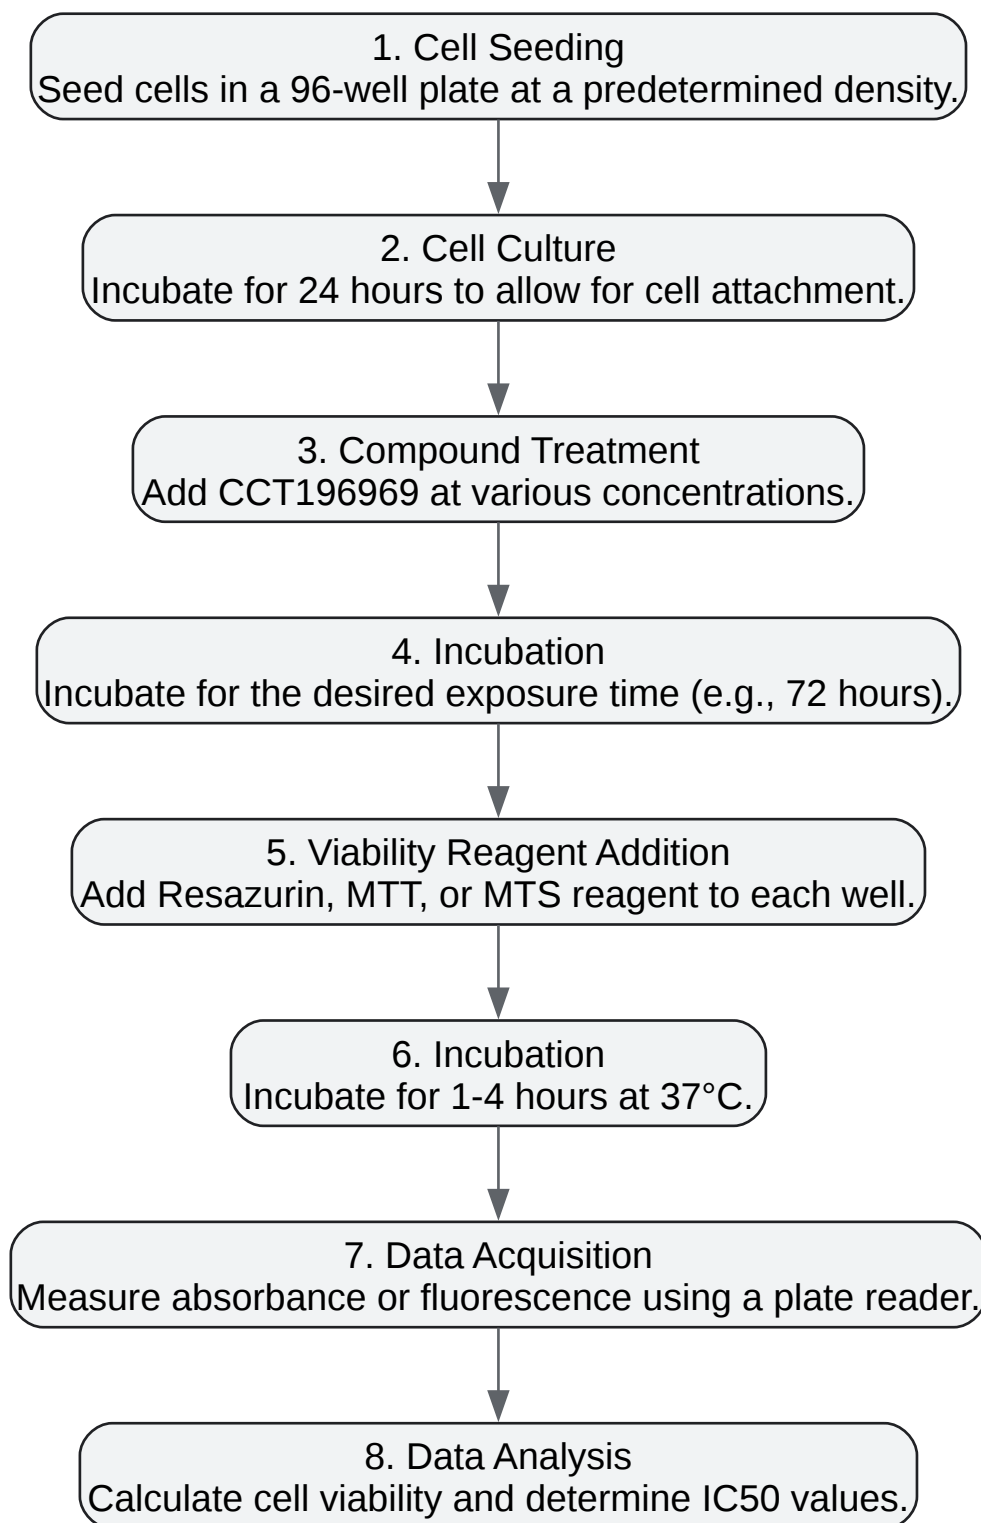 1. Cell Seeding
Seed cells in a 96-well plate at a predetermined density.
2. Cell Culture
Incubate for 24 hours to allow for cell attachment.
3. Compound Treatment
Add CCT196969 at various concentrations.
4. Incubation
Incubate for the desired exposure time (e.g., 72 hours).
5. Viability Reagent Addition
Add Resazurin, MTT, or MTS reagent to each well.
6. Incubation
Incubate for 1-4 hours at 37°C.
7. Data Acquisition
Measure absorbance or fluorescence using a plate reader.
8. Data Analysis
Calculate cell viability and determine IC50 values.